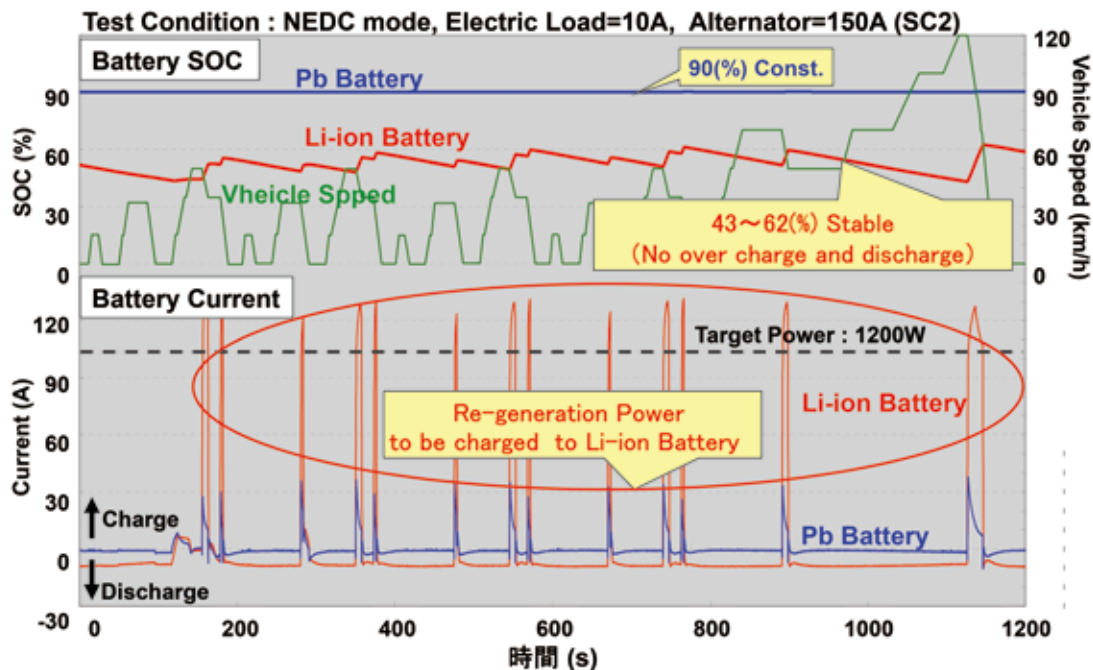 Test Condition : NEDC mode, Electric Load=10A, Alternator=150A (SC2)
Battery SOC
Pb Battery
90(%) Const.
Li-ion Battery
Vheicle Spped
43～62(%) Stable
(No over charge and discharge)
SOC (%)
90
60
30
0
120
90
60
30
0
Vehicle Spped (km/h)
Battery Current
Target Power : 1200W
Re-generation Power
to be charged to Li-ion Battery
Li-ion Battery
Pb Battery
Charge
Discharge
Current (A)
120
90
60
30
0
-30
0 200 400 600 800 1000 1200
時間 (s)